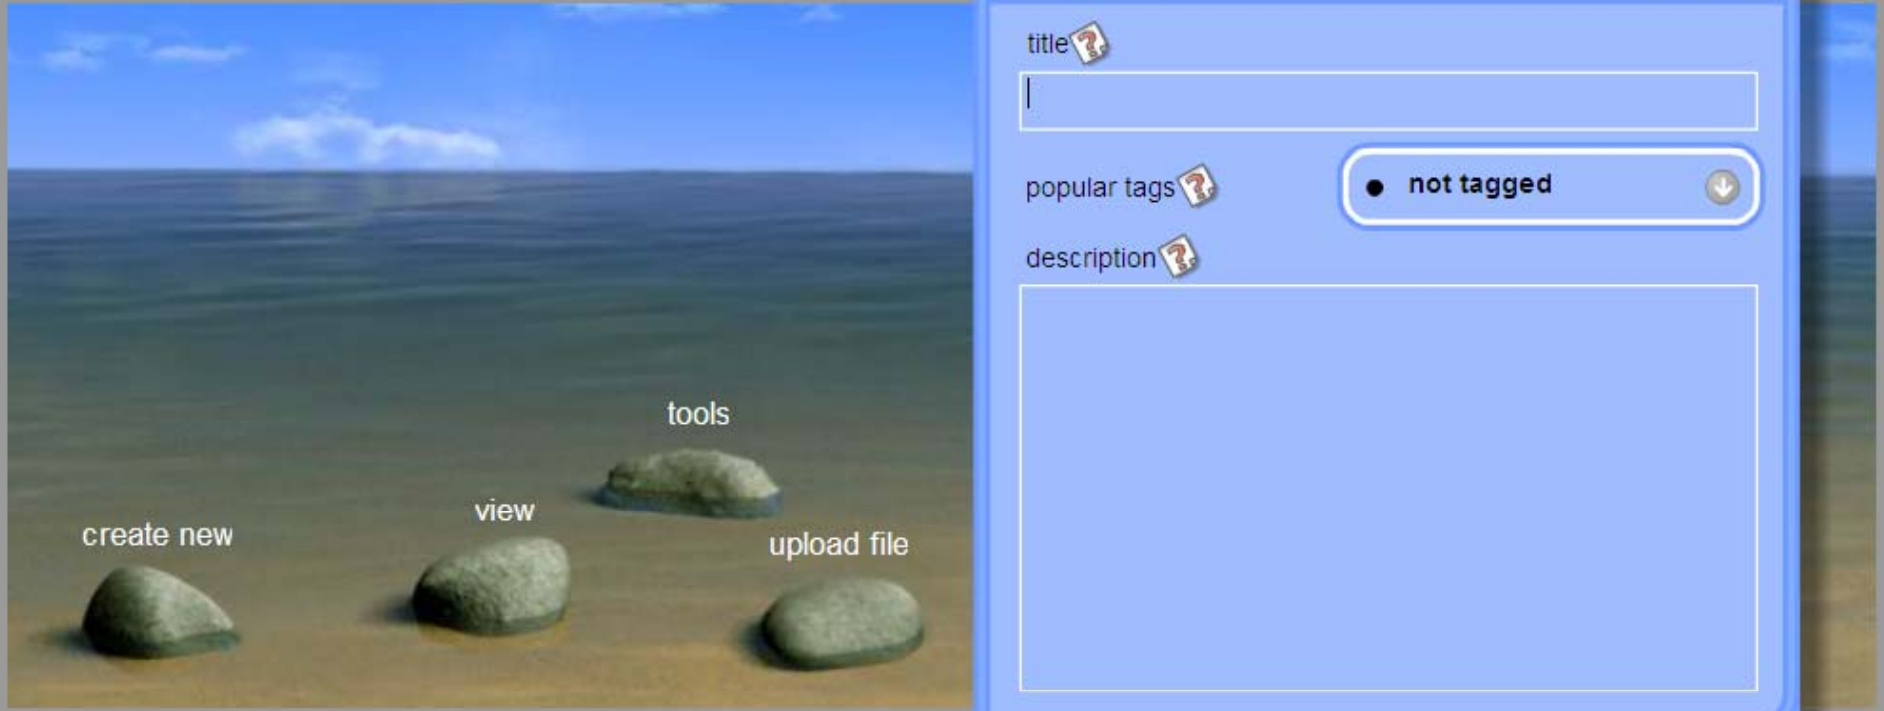 title
popular tags
not tagged
description
tools
view
create new
upload file